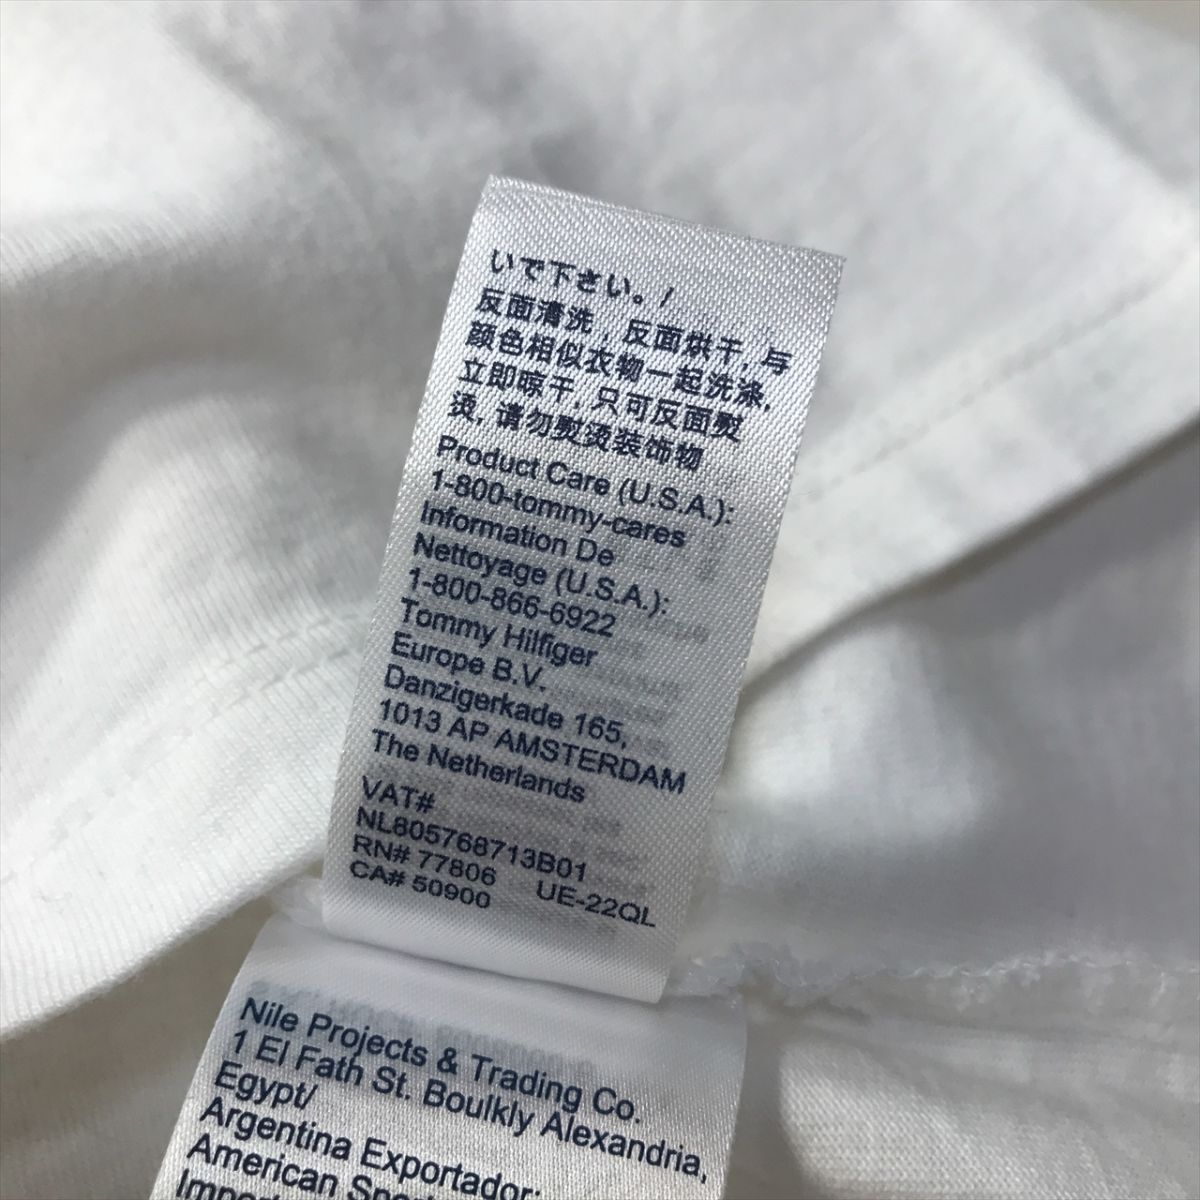 いで下さい。/
反面清洗, 反面烘干, 与
颜色相似衣物一起洗涤,
立即晾干, 只可反面熨
烫, 请勿熨烫装饰物
Product Care (U.S.A.):
1-800-tommy-cares
Information De
Nettoyage (U.S.A.):
1-800-866-6922
Tommy Hilfiger
Europe B.V.
Danzigerkade 165,
1013 AP AMSTERDAM
The Netherlands
VAT#
NL805768713B01
RN# 77806 UE-22QL
CA# 50900
Nile Projects & Trading Co.
1 El Fath St. Boulkly Alexandria,
Egypt/
Argentina Exportador:
American